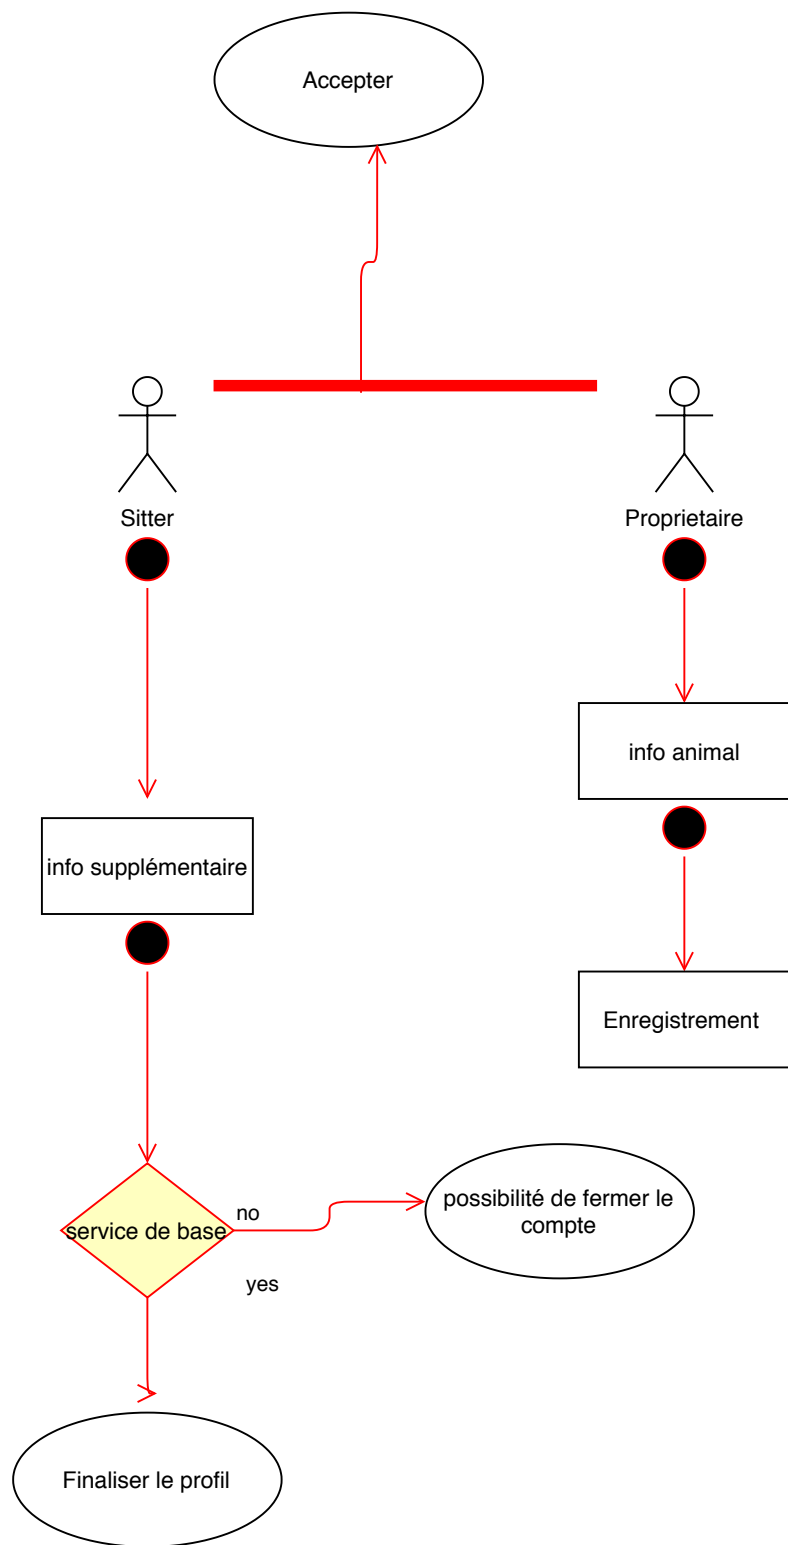 Accepter
Sitter
Proprietaire
info animal
info supplémentaire
Enregistrement
possibilité de fermer le
compte
no
service de base
yes
Finaliser le profil